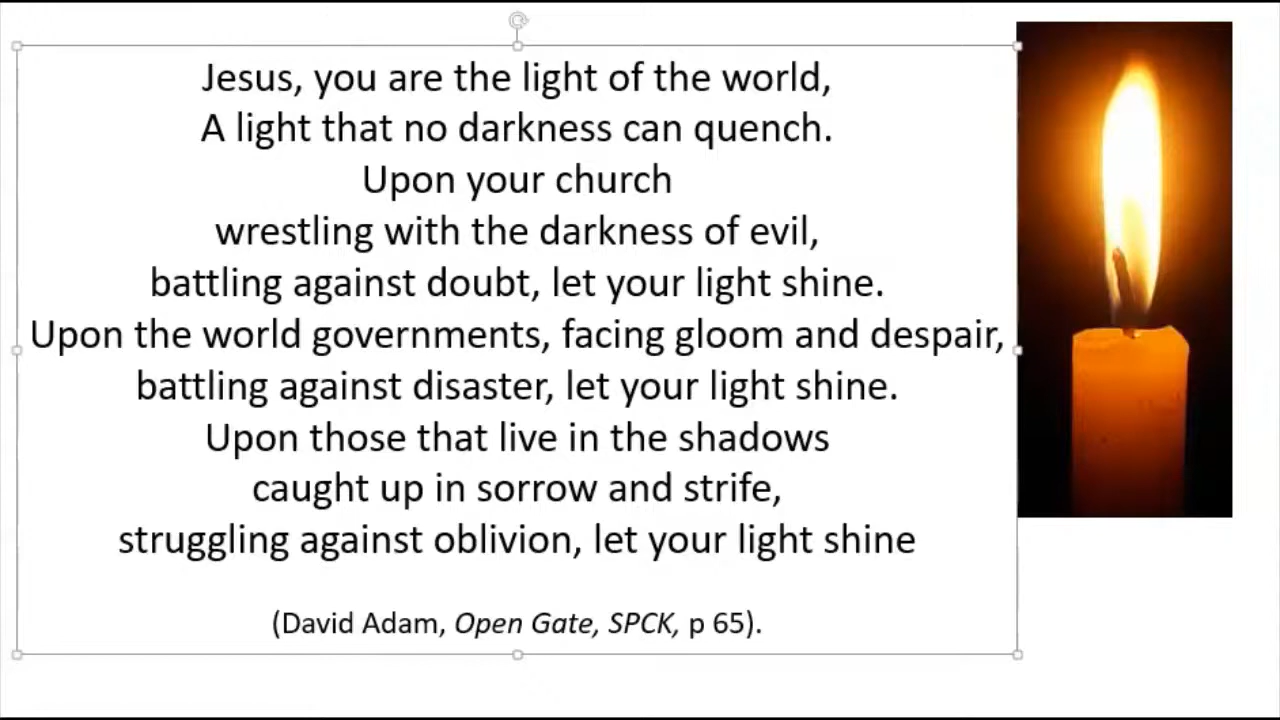 Jesus, you are the light of the world,
A light that no darkness can quench.
Upon your church
wrestling with the darkness of evil,
battling against doubt, let your light shine.
Upon the world governments, facing gloom and despair,
battling against disaster, let your light shine.
Upon those that live in the shadows
caught up in sorrow and strife,
struggling against oblivion, let your light shine
(David Adam, Open Gate, SPCK, p 65).